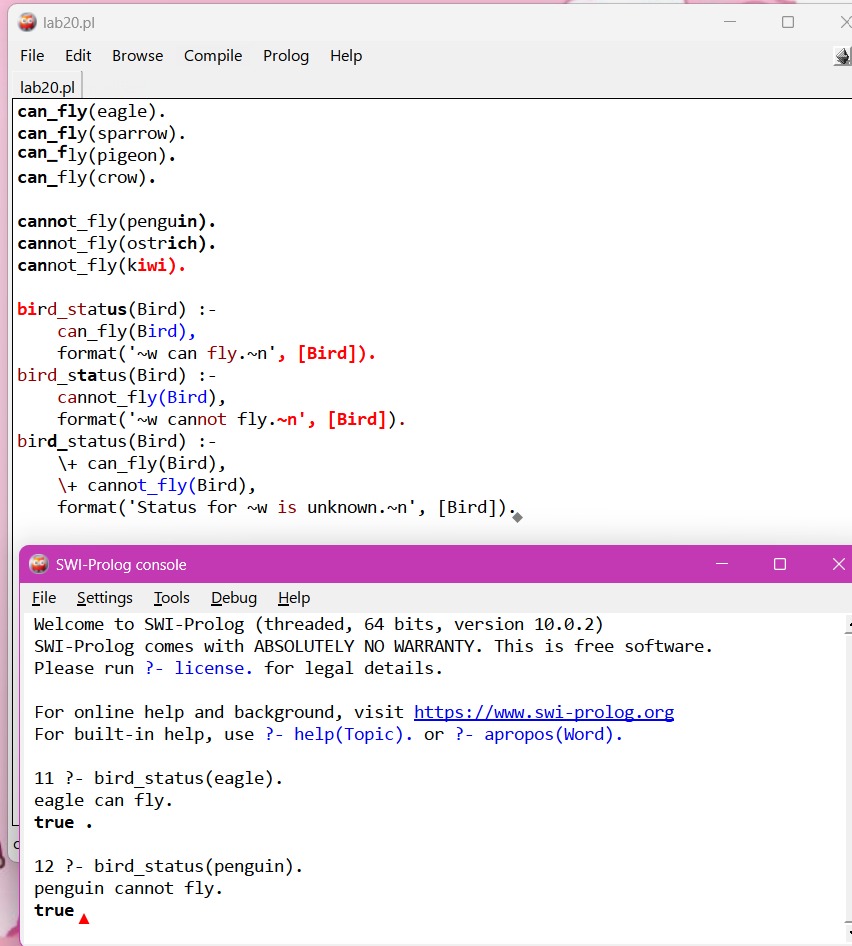 lab20.pl
File Edit Browse Compile Prolog Help
lab20.pl
can_fly(eagle).
can_fly(sparrow).
can_fly(pigeon).
can_fly(crow).
cannot_fly(penguin).
cannot_fly(ostrich).
cannot_fly(kiwi).
bird_status(Bird) :-
    can_fly(Bird),
    format('~w can fly.~n', [Bird]).
bird_status(Bird) :-
    cannot_fly(Bird),
    format('~w cannot fly.~n', [Bird]).
bird_status(Bird) :-
    \+ can_fly(Bird),
    \+ cannot_fly(Bird),
    format('Status for ~w is unknown.~n', [Bird]).
SWI-Prolog console
File Settings Tools Debug Help
Welcome to SWI-Prolog (threaded, 64 bits, version 10.0.2)
SWI-Prolog comes with ABSOLUTELY NO WARRANTY. This is free software.
Please run ?- license. for legal details.
For online help and background, visit https://www.swi-prolog.org
For built-in help, use ?- help(Topic). or ?- apropos(Word).
11 ?- bird_status(eagle).
eagle can fly.
true .
12 ?- bird_status(penguin).
penguin cannot fly.
true